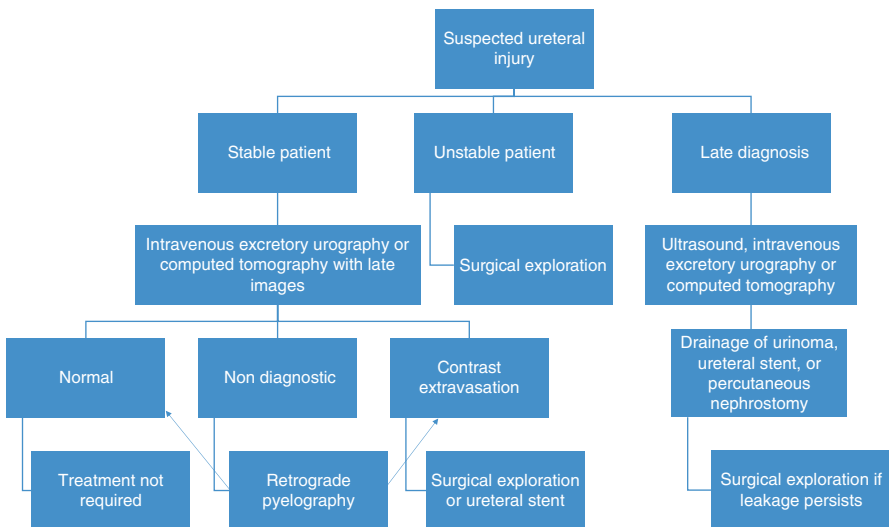 Suspected ureteral
injury
Stable patient
Unstable patient
Late diagnosis
Intravenous excretory urography or
computed tomography with late
images
Surgical exploration
Ultrasound, intravenous
excretory urography or
computed tomography
Normal
Non diagnostic
Contrast
extravasation
Drainage of urinoma,
ureteral stent, or
percutaneous
nephrostomy
Treatment not
required
Retrograde
pyelography
Surgical exploration
or ureteral stent
Surgical exploration if
leakage persists